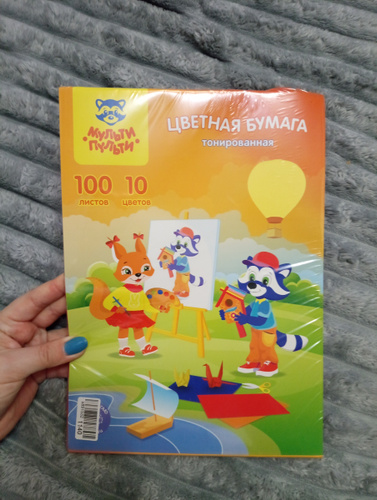 МУЛЬТИ
ПУЛЬТИ
ЦВЕТНАЯ БУМАГА
тонированная
100 10
листов цветов